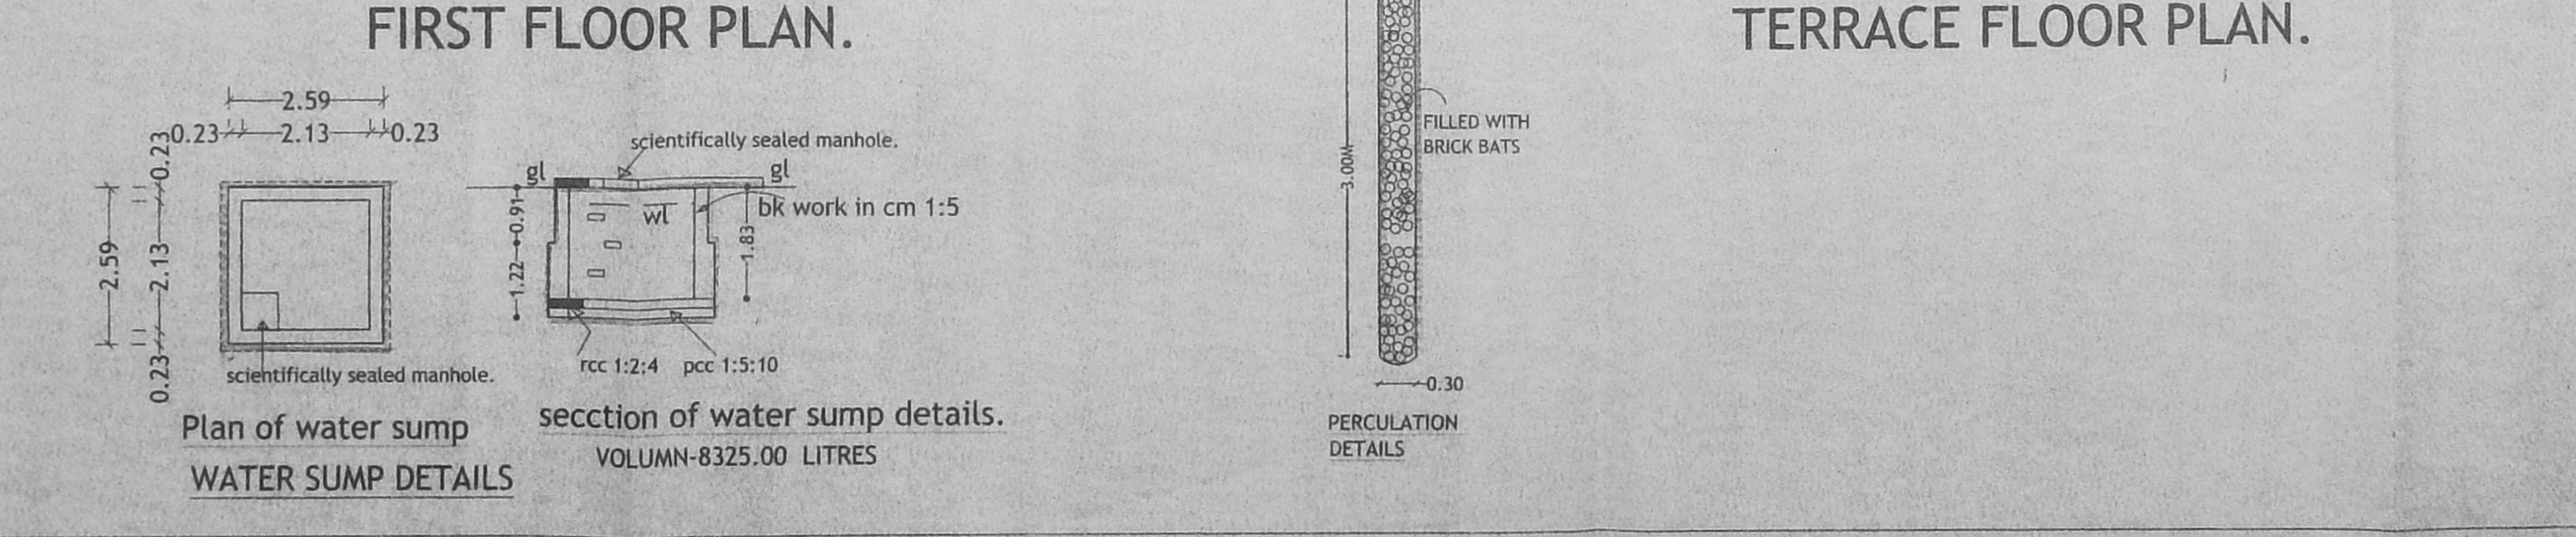 FIRST FLOOR PLAN.
TERRACE FLOOR PLAN.
2.59
0.23 2.13 0.23
0.23
2.13
0.23
2.59
scientifically sealed manhole.
Plan of water sump
WATER SUMP DETAILS
scientifically sealed manhole.
gl
gl
0.91
1.22
wl
bk work in cm 1:5
1.83
rcc 1:2:4 pcc 1:5:10
secction of water sump details.
VOLUMN-8325.00 LITRES
3.00M
FILLED WITH
BRICK BATS
0.30
PERCULATION
DETAILS